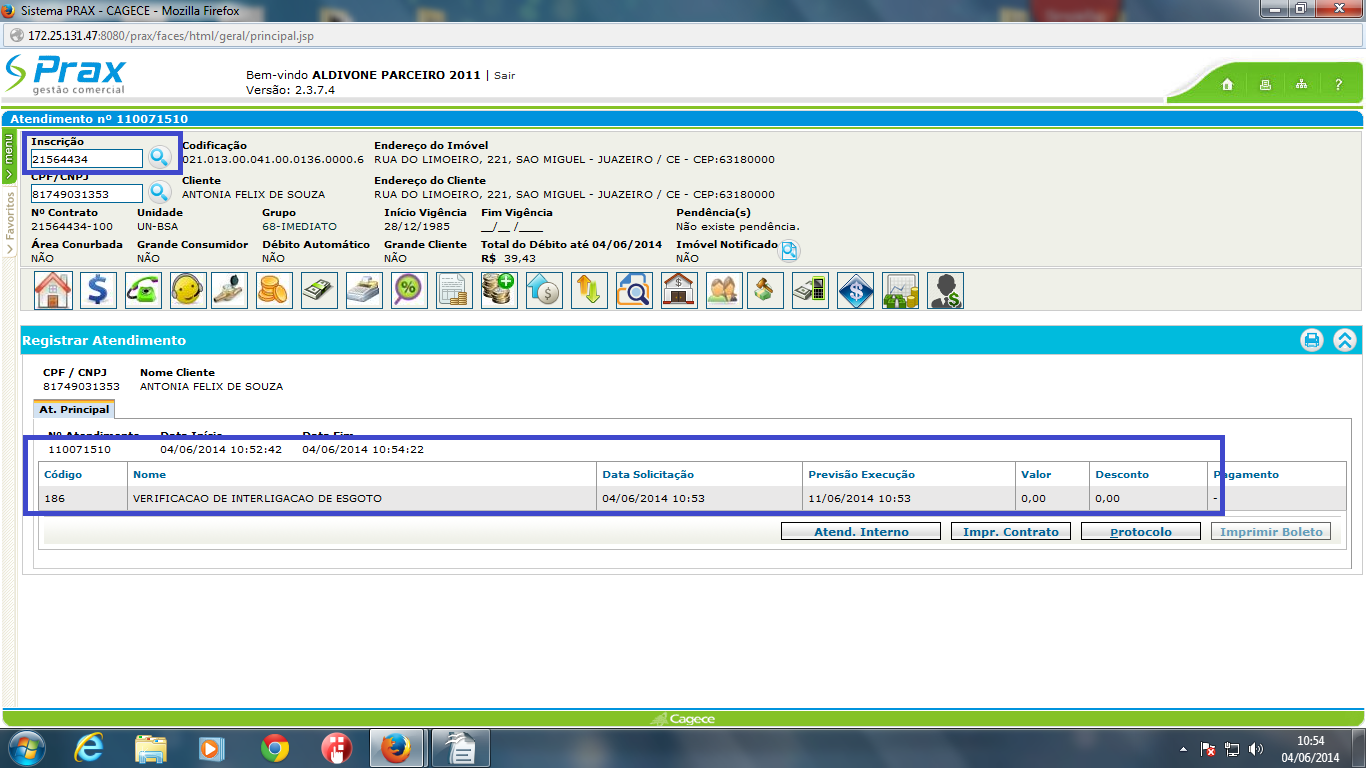 Sistema PRAX - CAGECE - Mozilla Firefox
172.25.131.47:8080/prax/faces/html/geral/principal.jsp
Prax
gestão comercial
Bem-vindo ALDIVONE PARCEIRO 2011 | Sair
Versão: 2.3.7.4
?
Atendimento nº 110071510
menu
Favoritos
Inscrição Codificação Endereço do Imóvel
21564434 021.013.00.041.00.0136.0000.6 RUA DO LIMOEIRO, 221, SAO MIGUEL - JUAZEIRO / CE - CEP:63180000
CPF/CNPJ Cliente Endereço do Cliente
81749031353 ANTONIA FELIX DE SOUZA RUA DO LIMOEIRO, 221, SAO MIGUEL - JUAZEIRO / CE - CEP:63180000
Nº Contrato Unidade Grupo Início Vigência Fim Vigência Pendência(s)
21564434-100 UN-BSA 68-IMEDIATO 28/12/1985 __/__ /____ Não existe pendência.
Área Conurbada Grande Consumidor Débito Automático Grande Cliente Total do Débito até 04/06/2014 Imóvel Notificado
NÃO NÃO NÃO NÃO R$ 39,43 NÃO
Registrar Atendimento
CPF / CNPJ Nome Cliente
81749031353 ANTONIA FELIX DE SOUZA
At. Principal
Nº Atendimento Data Início Data Fim
110071510 04/06/2014 10:52:42 04/06/2014 10:54:22
Código Nome Data Solicitação Previsão Execução Valor Desconto Pagamento
186 VERIFICACAO DE INTERLIGACAO DE ESGOTO 04/06/2014 10:53 11/06/2014 10:53 0,00 0,00 -
Atend. Interno Impr. Contrato Protocolo Imprimir Boleto
Cagece
10:54
04/06/2014